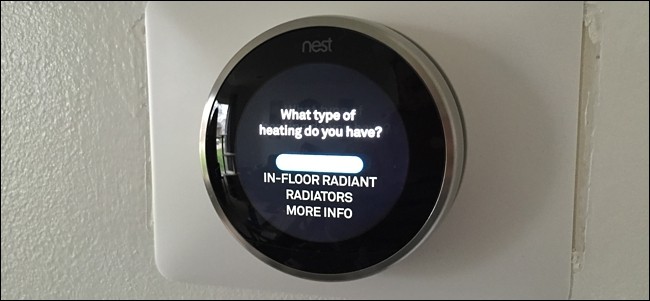 nest
What type of
heating do you have?
IN-FLOOR RADIANT
RADIATORS
MORE INFO